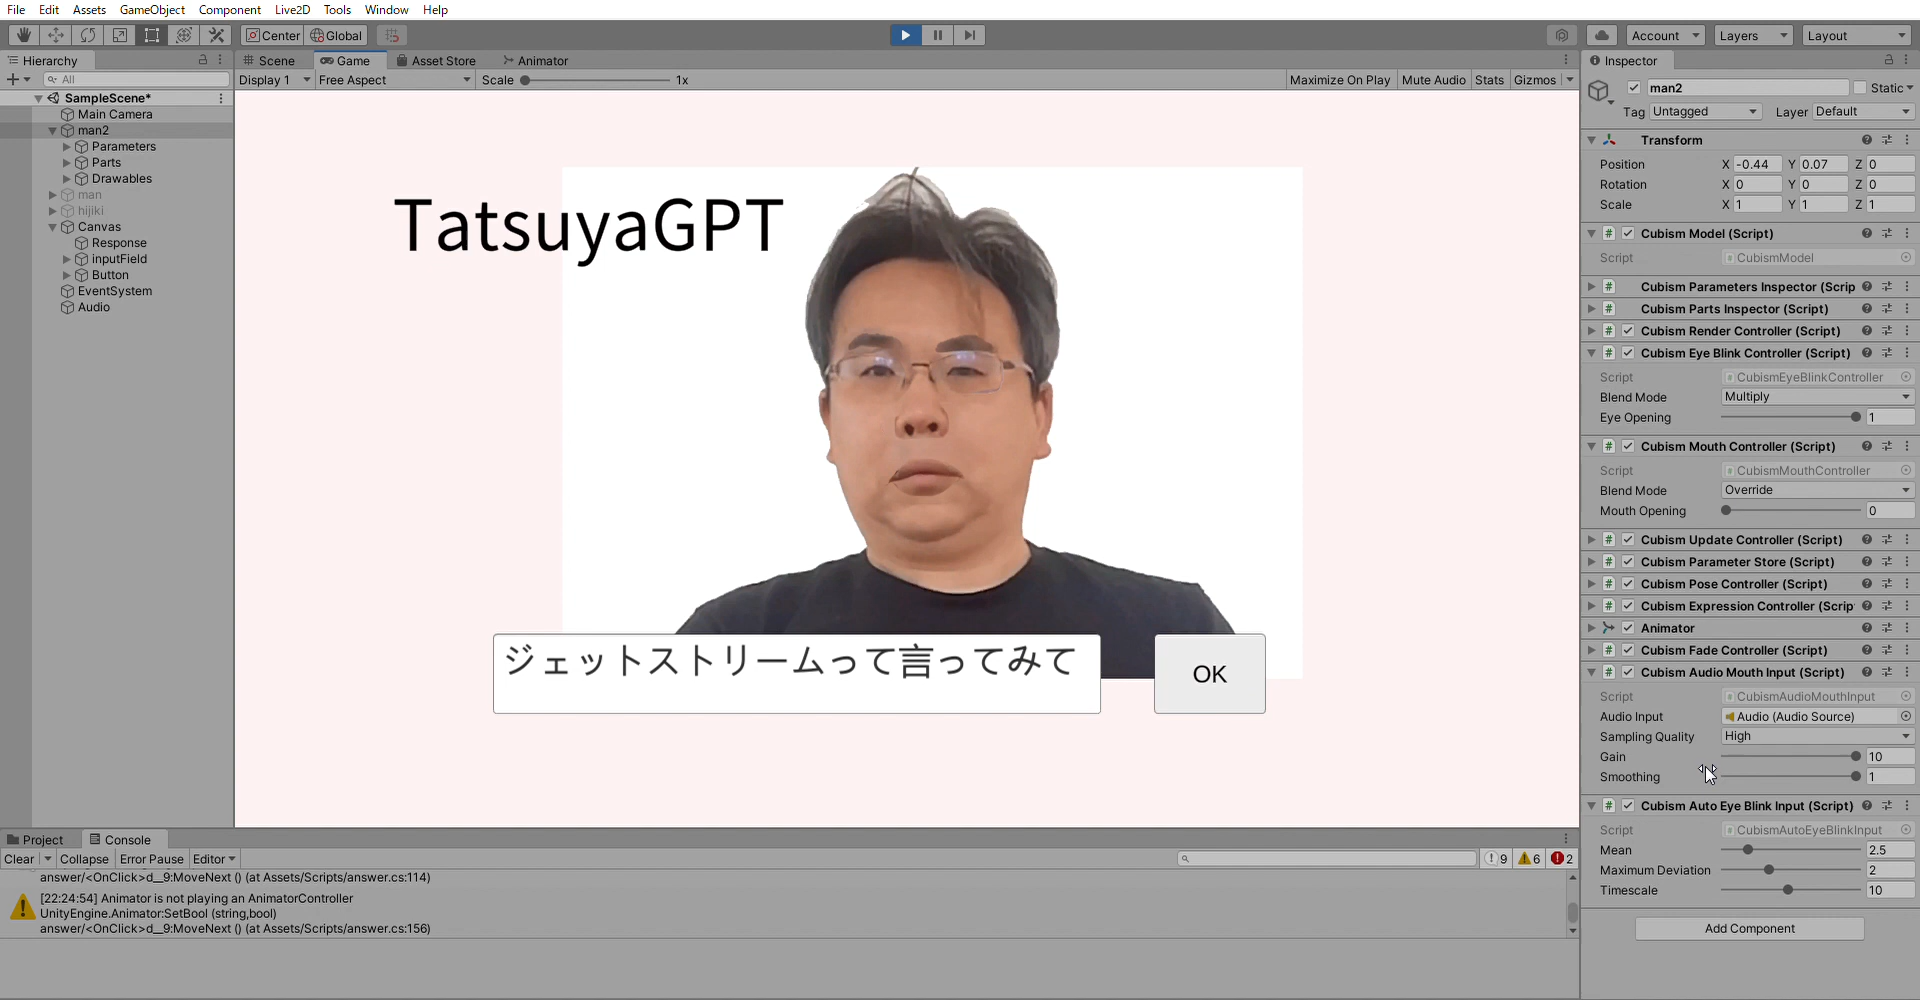 File Edit Assets GameObject Component Live2D Tools Window Help
Center Global Account Layers Layout
Hierarchy
All
SampleScene*
Main Camera
man2
Parameters
Parts
Drawables
man
hijiki
Canvas
Response
inputField
Button
EventSystem
Audio
Scene Game Asset Store Animator
Display 1 Free Aspect Scale 1x Maximize On Play Mute Audio Stats Gizmos
TatsuyaGPT
ジェットストリームって言ってみて
OK
Project Console
Clear Collapse Error Pause Editor 9 6 2
answer/<OnClick>d__9:MoveNext () (at Assets/Scripts/answer.cs:114)
[22:24:54] Animator is not playing an AnimatorController
UnityEngine.Animator:SetBool (string,bool)
answer/<OnClick>d__9:MoveNext () (at Assets/Scripts/answer.cs:156)
Inspector
man2 Static
Tag Untagged Layer Default
Transform
Position X -0.44 Y 0.07 Z 0
Rotation X 0 Y 0 Z 0
Scale X 1 Y 1 Z 1
Cubism Model (Script)
Script CubismModel
Cubism Parameters Inspector (Scrip
Cubism Parts Inspector (Script)
Cubism Render Controller (Script)
Cubism Eye Blink Controller (Script)
Script CubismEyeBlinkController
Blend Mode Multiply
Eye Opening 1
Cubism Mouth Controller (Script)
Script CubismMouthController
Blend Mode Override
Mouth Opening 0
Cubism Update Controller (Script)
Cubism Parameter Store (Script)
Cubism Pose Controller (Script)
Cubism Expression Controller (Scrip
Animator
Cubism Fade Controller (Script)
Cubism Audio Mouth Input (Script)
Script CubismAudioMouthInput
Audio Input Audio (Audio Source)
Sampling Quality High
Gain 10
Smoothing 1
Cubism Auto Eye Blink Input (Script)
Script CubismAutoEyeBlinkInput
Mean 2.5
Maximum Deviation 2
Timescale 10
Add Component